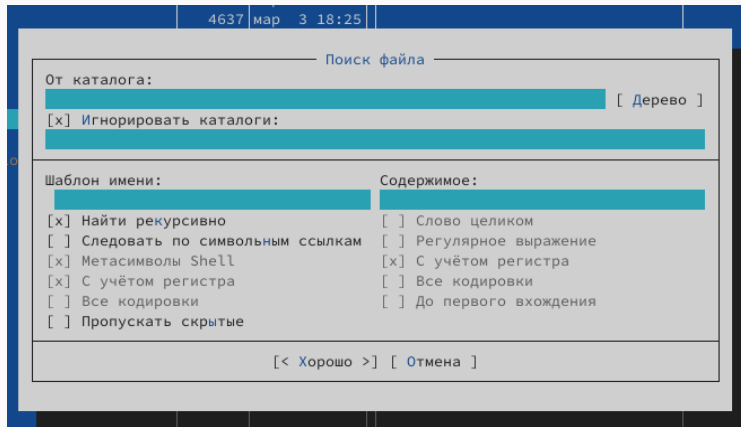 4637 мар 3 18:25
Поиск файла
От каталога:
[ Дерево ]
[x] Игнорировать каталоги:
Шаблон имени:
Содержимое:
[x] Найти рекурсивно
[ ] Следовать по символьным ссылкам
[x] Метасимволы Shell
[x] С учётом регистра
[ ] Все кодировки
[ ] Пропускать скрытые
[ ] Слово целиком
[ ] Регулярное выражение
[x] С учётом регистра
[ ] Все кодировки
[ ] До первого вхождения
[< Хорошо >] [ Отмена ]